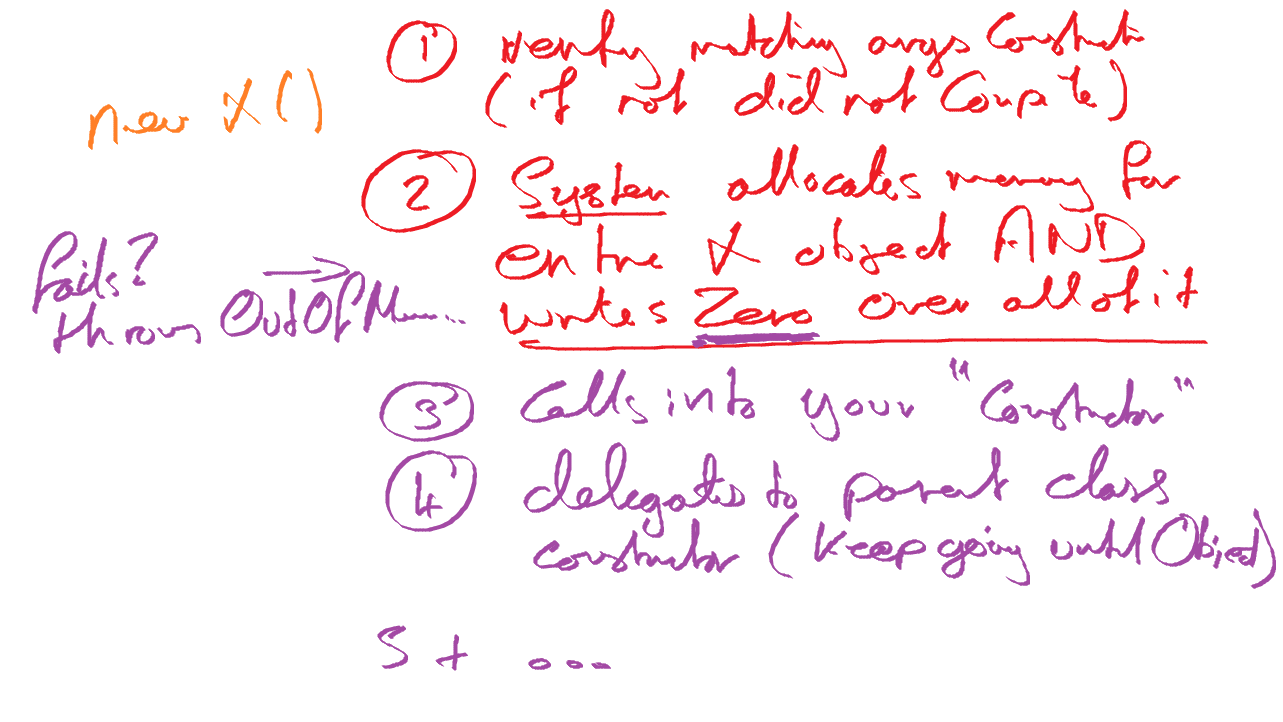 new X ()
① verify matching args Constructi
(if not did not Compile)
② System allocates memory for
entire X object AND
writes Zero over all of it
fails?
throws OutOfM.......
③ Calls into your "Constructor"
④ delegates to parent class
constructor (keep going until Object)
5 + ...